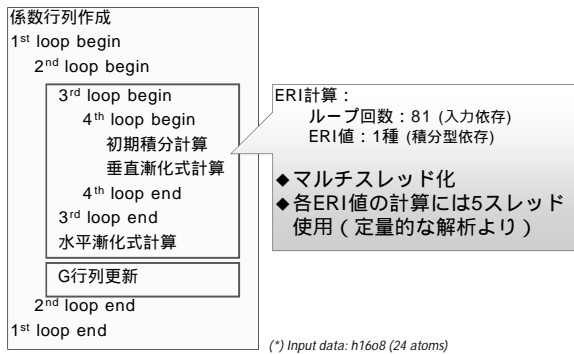 係数行列作成
1st loop begin
2nd loop begin
3rd loop begin
4th loop begin
初期積分計算
垂直漸化式計算
4th loop end
3rd loop end
水平漸化式計算
G行列更新
2nd loop end
1st loop end
ERI計算：
ループ回数：81 (入力依存)
ERI値：1種 (積分型依存)
◆マルチスレッド化
◆各ERI値の計算には5スレッド
使用（定量的な解析より）
(*) Input data: h16o8 (24 atoms)